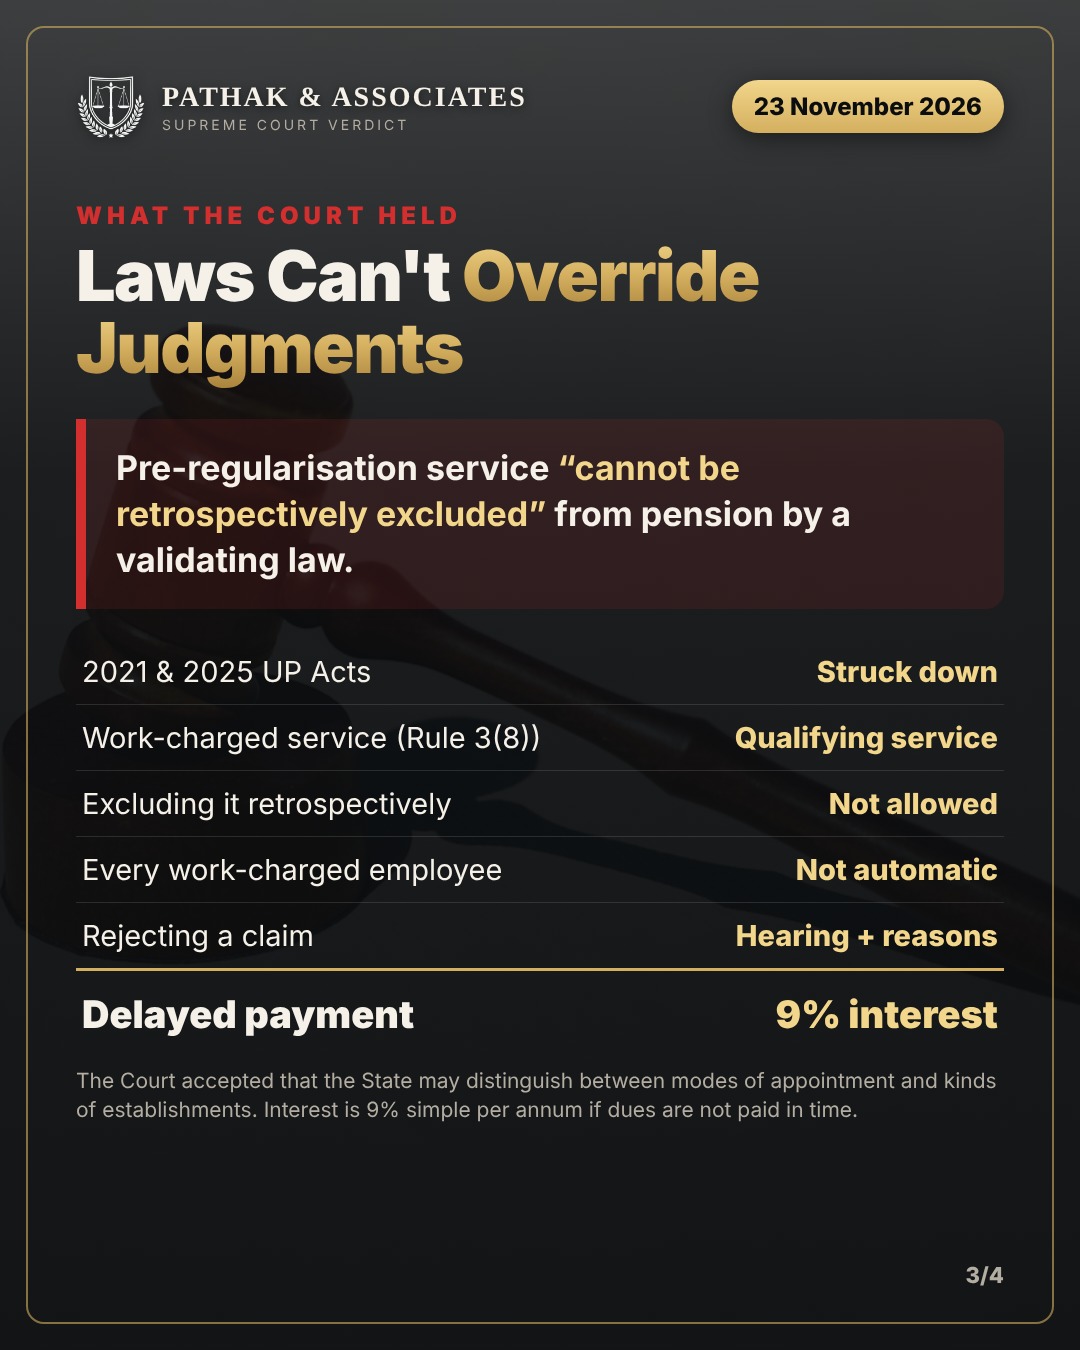 PATHAK & ASSOCIATES
SUPREME COURT VERDICT
23 November 2026
WHAT THE COURT HELD
Laws Can't Override
Judgments
Pre-regularisation service “cannot be
retrospectively excluded” from pension by a
validating law.
2021 & 2025 UP Acts Struck down
Work-charged service (Rule 3(8)) Qualifying service
Excluding it retrospectively Not allowed
Every work-charged employee Not automatic
Rejecting a claim Hearing + reasons
Delayed payment 9% interest
The Court accepted that the State may distinguish between modes of appointment and kinds
of establishments. Interest is 9% simple per annum if dues are not paid in time.
3/4